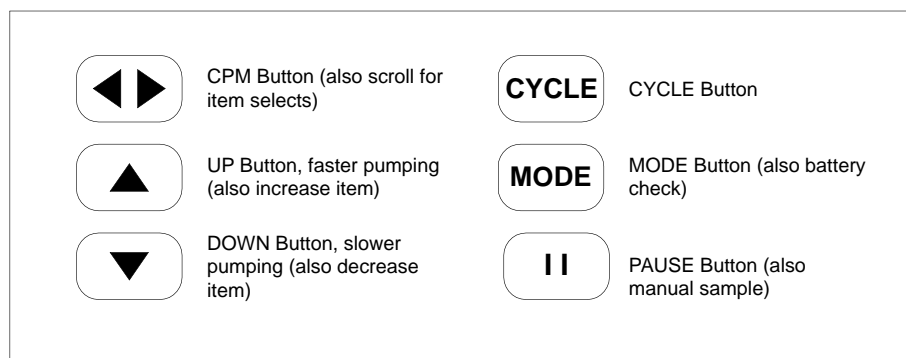 CPM Button (also scroll for
item selects)
UP Button, faster pumping
(also increase item)
DOWN Button, slower
pumping (also decrease
item)
CYCLE
CYCLE Button
MODE
MODE Button (also battery
check)
PAUSE Button (also
manual sample)